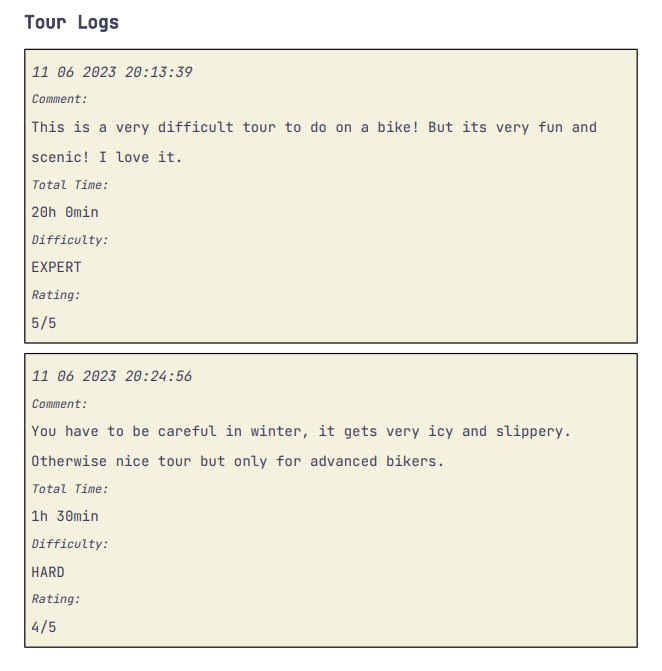 Tour Logs
11 06 2023 20:13:39
Comment:
This is a very difficult tour to do on a bike! But its very fun and
scenic! I love it.
Total Time:
20h 0min
Difficulty:
EXPERT
Rating:
5/5
11 06 2023 20:24:56
Comment:
You have to be careful in winter, it gets very icy and slippery.
Otherwise nice tour but only for advanced bikers.
Total Time:
1h 30min
Difficulty:
HARD
Rating:
4/5